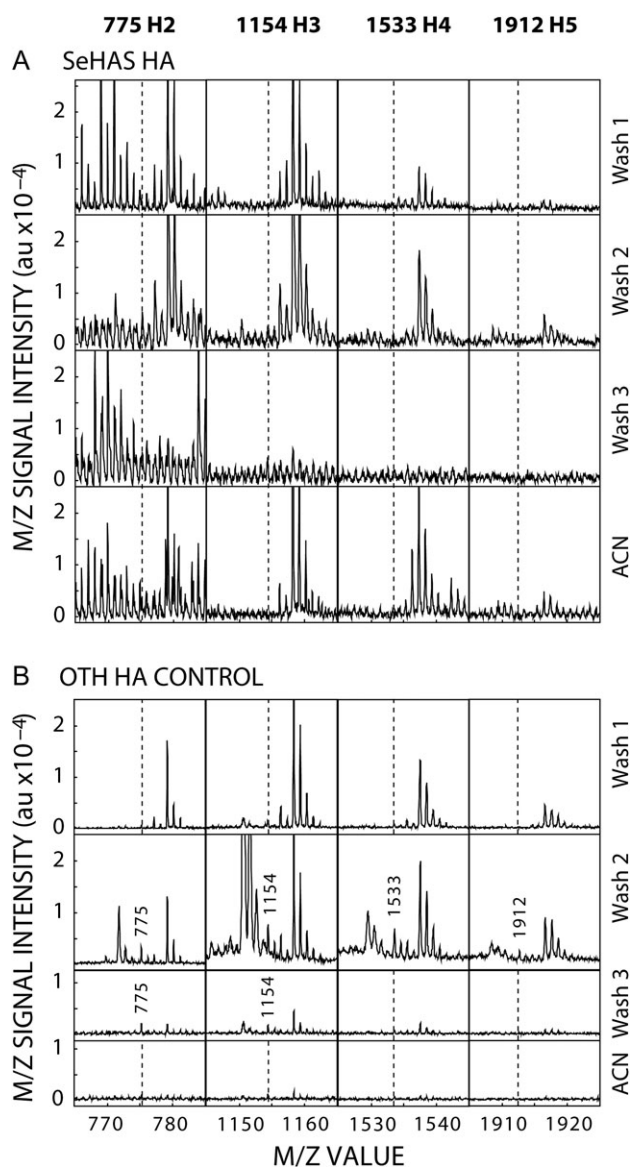 775 H2 1154 H3 1533 H4 1912 H5
A SeHAS HA
M/Z SIGNAL INTENSITY (au x10⁻⁴)
2
1
0
Wash 1
2
1
0
Wash 2
2
1
0
Wash 3
2
1
0
ACN
B OTH HA CONTROL
M/Z SIGNAL INTENSITY (au x10⁻⁴)
2
1
0
Wash 1
2
1
775
1154
1533
1912
Wash 2
1
0
775
1154
Wash 3
1
0
ACN
770 780 1150 1160 1530 1540 1910 1920
M/Z VALUE